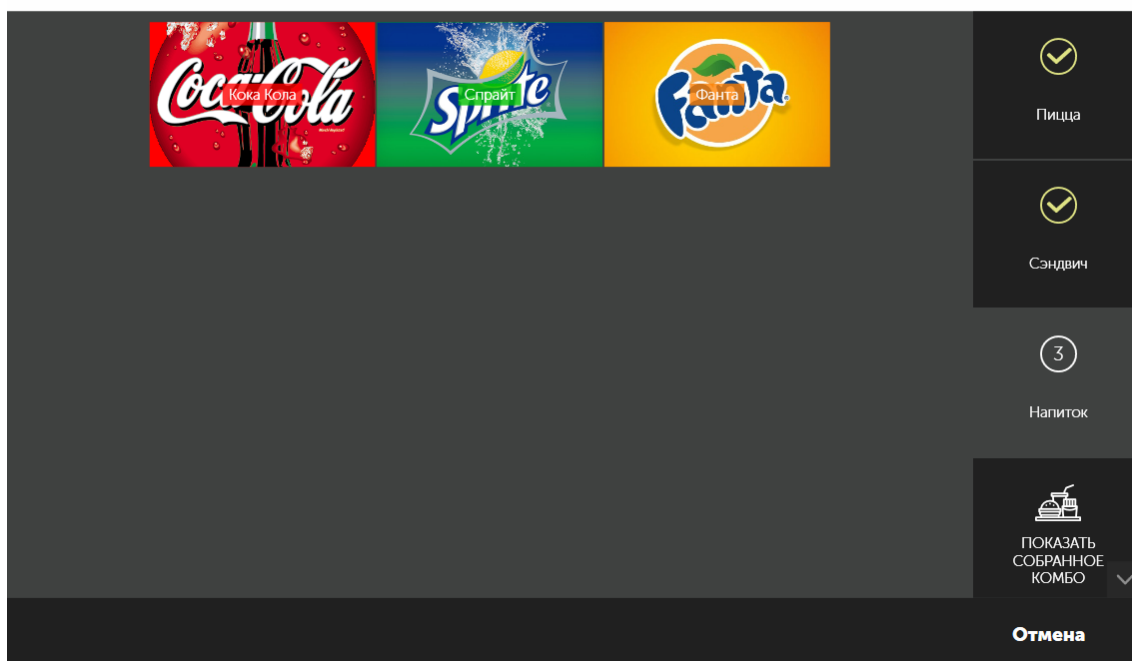 Coca-Cola
Кока Кола
Sprite
Спрайт
Fanta
Фанта
Пицца
Сэндвич
3
Напиток
ПОКАЗАТЬ
СОБРАННОЕ
КОМБО
Отмена